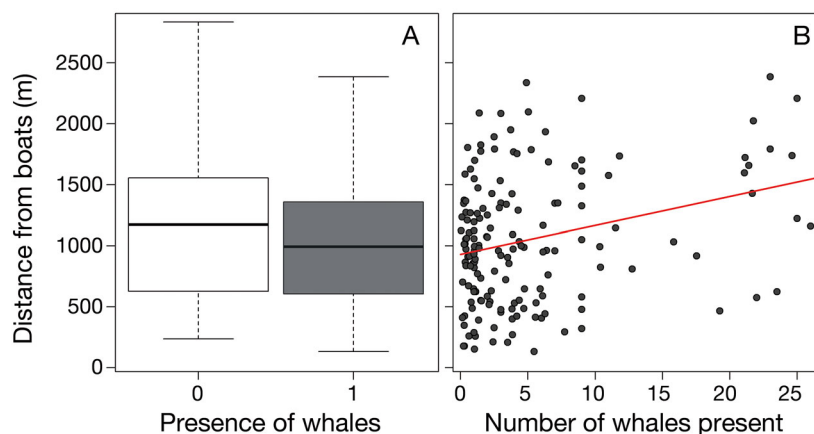 A
B
Distance from boats (m)
2500
2000
1500
1000
500
0
0 1
Presence of whales
0 5 10 15 20 25
Number of whales present